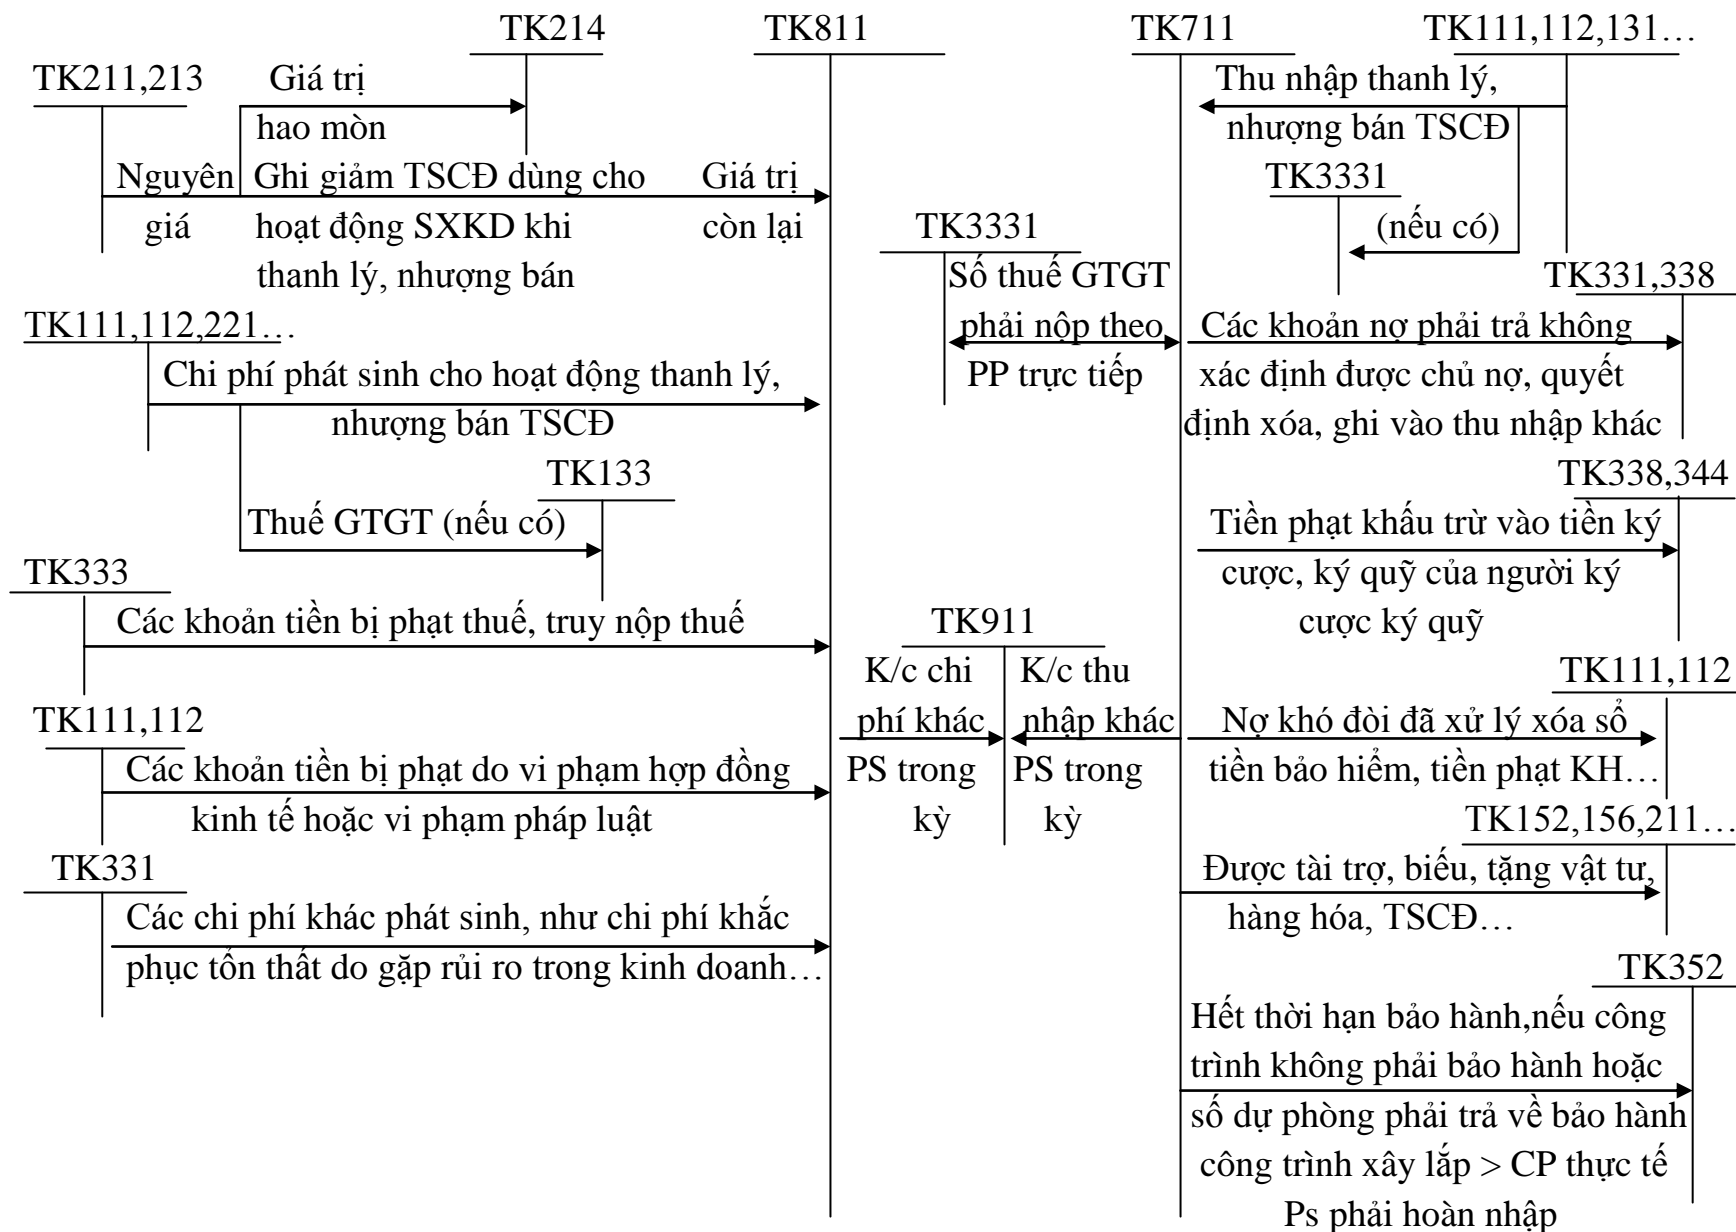 TK214
TK811
TK711
TK111,112,131…
TK211,213
Giá trị
hao mòn
Nguyên
giá
Ghi giảm TSCĐ dùng cho
hoạt động SXKD khi
thanh lý, nhượng bán
Giá trị
còn lại
Thu nhập thanh lý,
nhượng bán TSCĐ
TK3331
(nếu có)
TK3331
Số thuế GTGT
phải nộp theo
PP trực tiếp
TK331,338
Các khoản nợ phải trả không
xác định được chủ nợ, quyết
định xóa, ghi vào thu nhập khác
TK111,112,221…
Chi phí phát sinh cho hoạt động thanh lý,
nhượng bán TSCĐ
TK133
Thuế GTGT (nếu có)
TK338,344
Tiền phạt khấu trừ vào tiền ký
cược, ký quỹ của người ký
cược ký quỹ
TK333
Các khoản tiền bị phạt thuế, truy nộp thuế
TK911
K/c chi
phí khác
PS trong
kỳ
K/c thu
nhập khác
PS trong
kỳ
TK111,112
Nợ khó đòi đã xử lý xóa sổ
tiền bảo hiểm, tiền phạt KH…
TK111,112
Các khoản tiền bị phạt do vi phạm hợp đồng
kinh tế hoặc vi phạm pháp luật
TK152,156,211…
Được tài trợ, biếu, tặng vật tư,
hàng hóa, TSCĐ…
TK331
Các chi phí khác phát sinh, như chi phí khắc
phục tổn thất do gặp rủi ro trong kinh doanh…
TK352
Hết thời hạn bảo hành,nếu công
trình không phải bảo hành hoặc
số dự phòng phải trả về bảo hành
công trình xây lắp > CP thực tế
Ps phải hoàn nhập